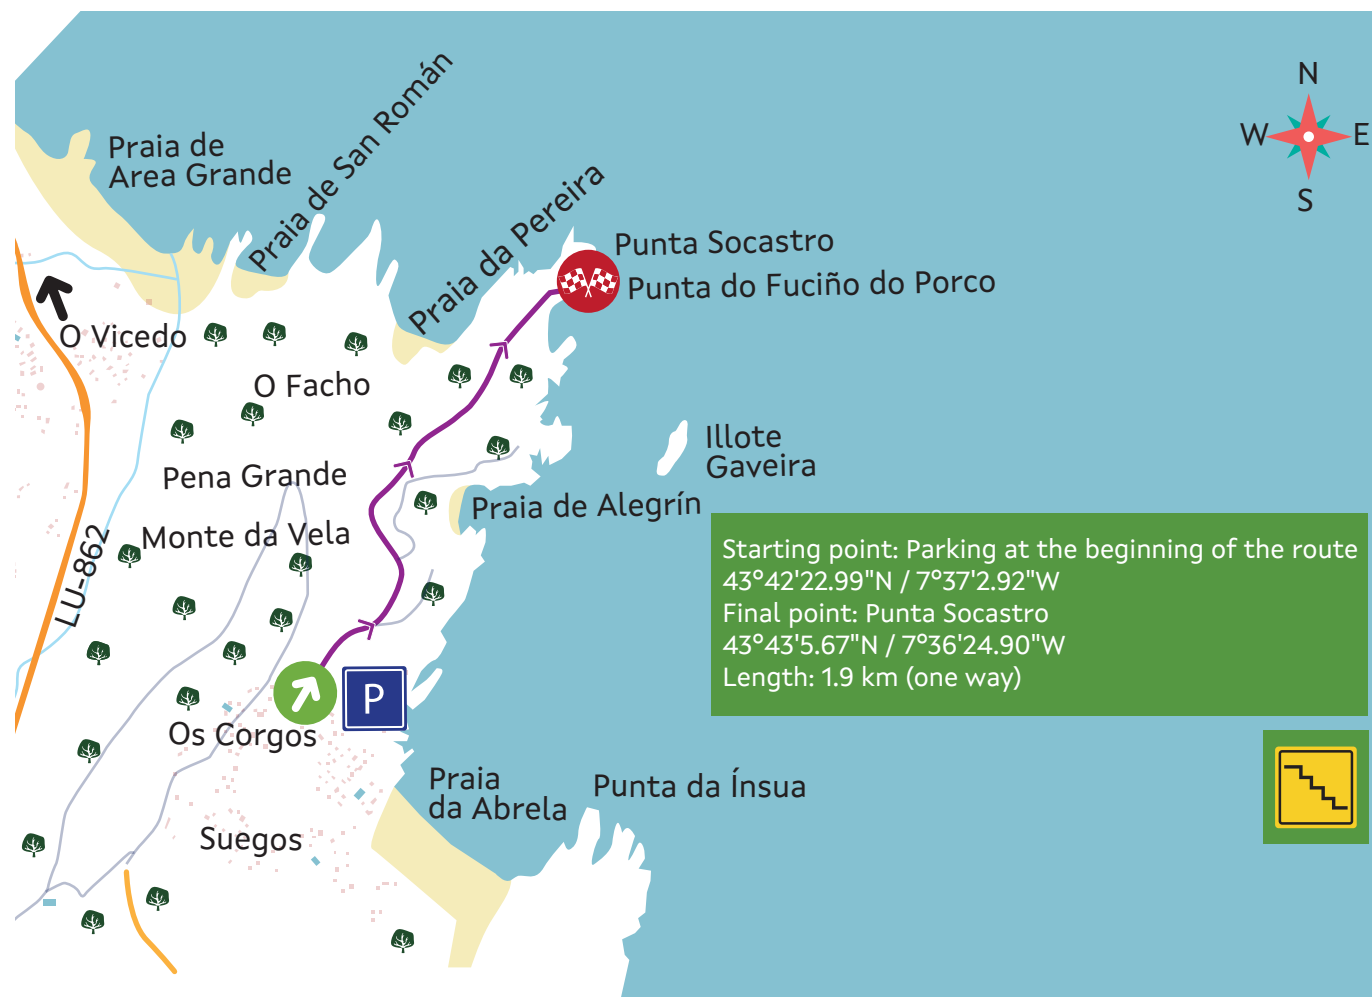 N
W
E
S
Praia de
Area Grande
Praia de San Román
Praia da Pereira
Punta Socastro
Punta do Fuciño do Porco
O Vicedo
O Facho
Illote
Gaveira
Pena Grande
Praia de Alegrín
Monte da Vela
LU-862
Starting point: Parking at the beginning of the route
43°42'22.99"N / 7°37'2.92"W
Final point: Punta Socastro
43°43'5.67"N / 7°36'24.90"W
Length: 1.9 km (one way)
P
Os Corgos
Praia
da Abrela
Punta da Ínsua
Suegos